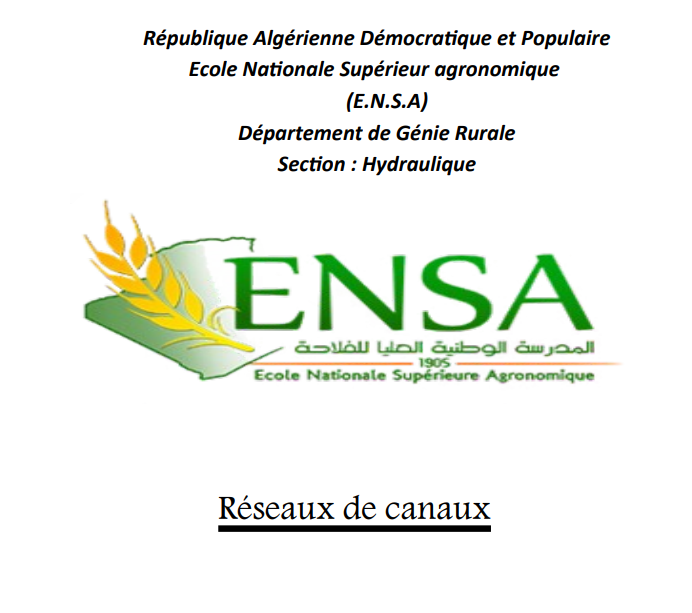 République Algérienne Démocratique et Populaire
Ecole Nationale Supérieur agronomique
(E.N.S.A)
Département de Génie Rurale
Section : Hydraulique
ENSA
المدرسة الوطنية العليا للفلاحة
1905
Ecole Nationale Supérieure Agronomique
Réseaux de canaux